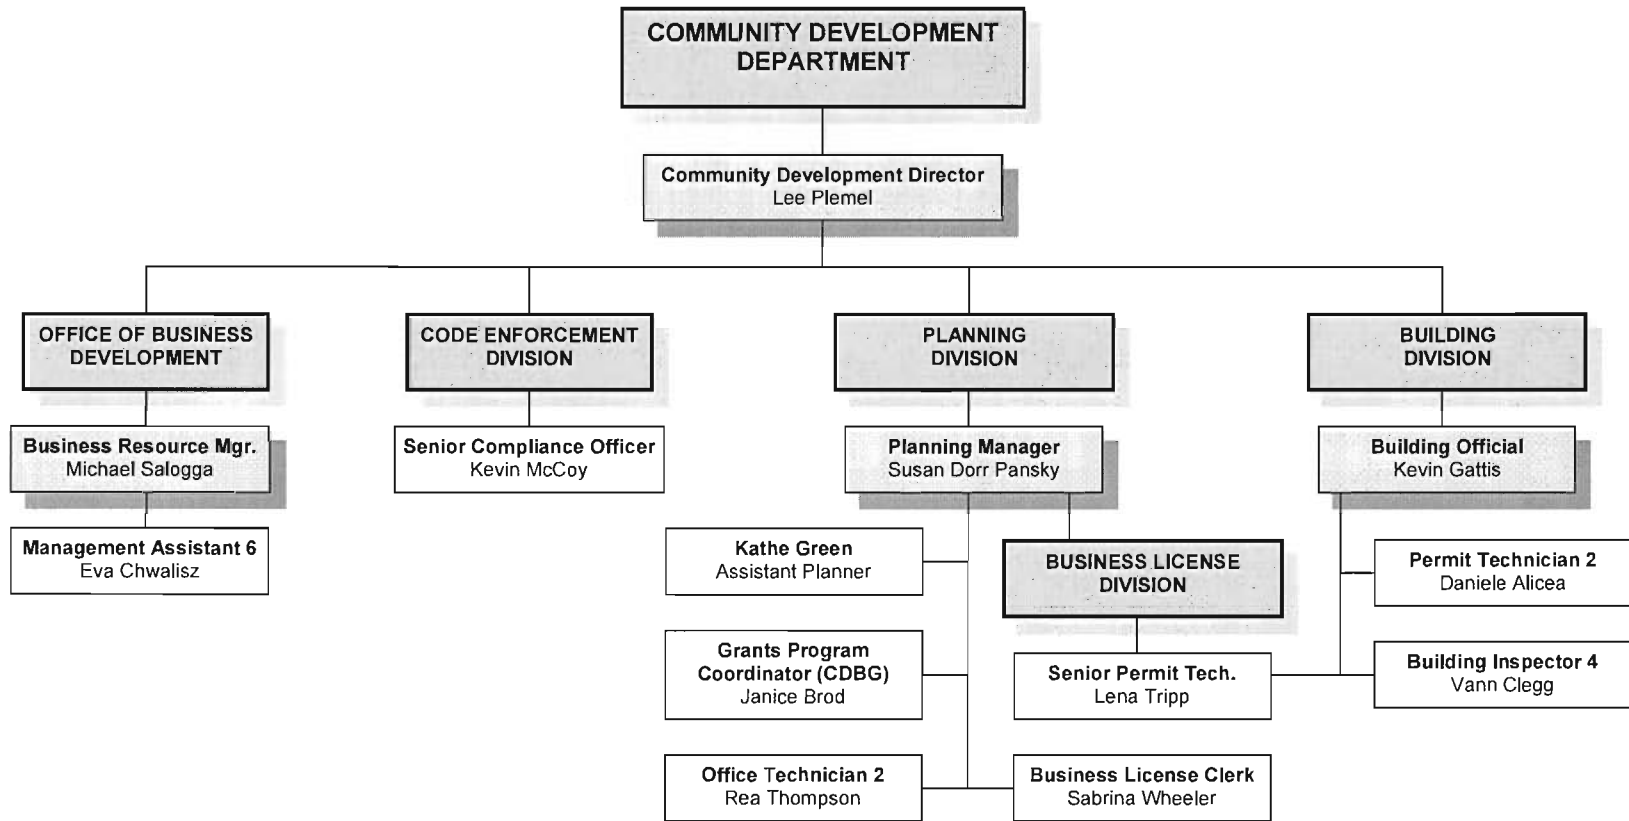 COMMUNITY DEVELOPMENT
DEPARTMENT
Community Development Director
Lee Plemel
OFFICE OF BUSINESS
DEVELOPMENT
CODE ENFORCEMENT
DIVISION
PLANNING
DIVISION
BUILDING
DIVISION
Business Resource Mgr.
Michael Salogga
Senior Compliance Officer
Kevin McCoy
Planning Manager
Susan Dorr Pansky
Building Official
Kevin Gattis
Management Assistant 6
Eva Chwalisz
Kathe Green
Assistant Planner
BUSINESS LICENSE
DIVISION
Permit Technician 2
Daniele Alicea
Grants Program
Coordinator (CDBG)
Janice Brod
Senior Permit Tech.
Lena Tripp
Building Inspector 4
Vann Clegg
Office Technician 2
Rea Thompson
Business License Clerk
Sabrina Wheeler